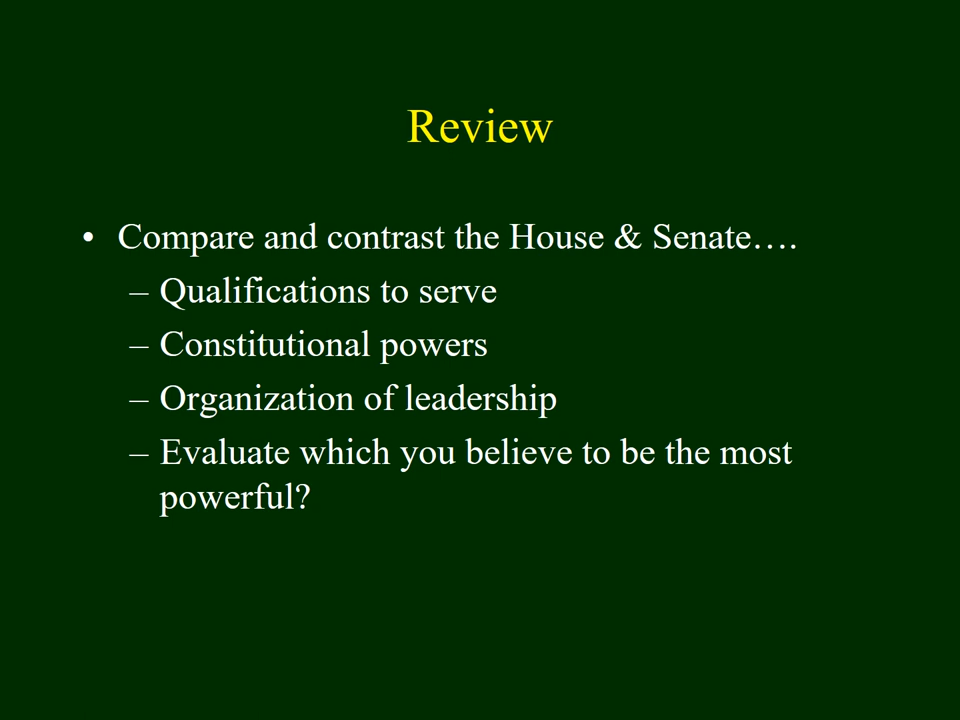 Review
• Compare and contrast the House & Senate….
– Qualifications to serve
– Constitutional powers
– Organization of leadership
– Evaluate which you believe to be the most
powerful?